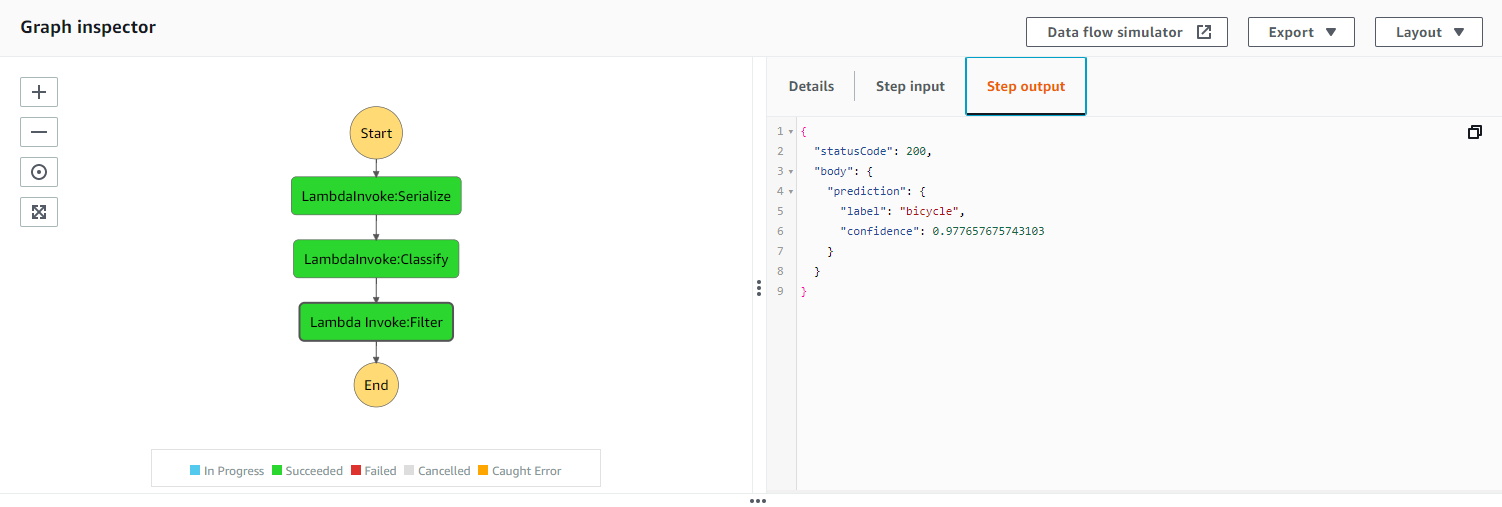 Graph inspector
Data flow simulator
Export
Layout
Start
LambdaInvoke:Serialize
LambdaInvoke:Classify
Lambda Invoke:Filter
End
In Progress
Succeeded
Failed
Cancelled
Caught Error
Details
Step input
Step output
1 {
2 "statusCode": 200,
3 "body": {
4 "prediction": {
5 "label": "bicycle",
6 "confidence": 0.977657675743103
7 }
8 }
9 }